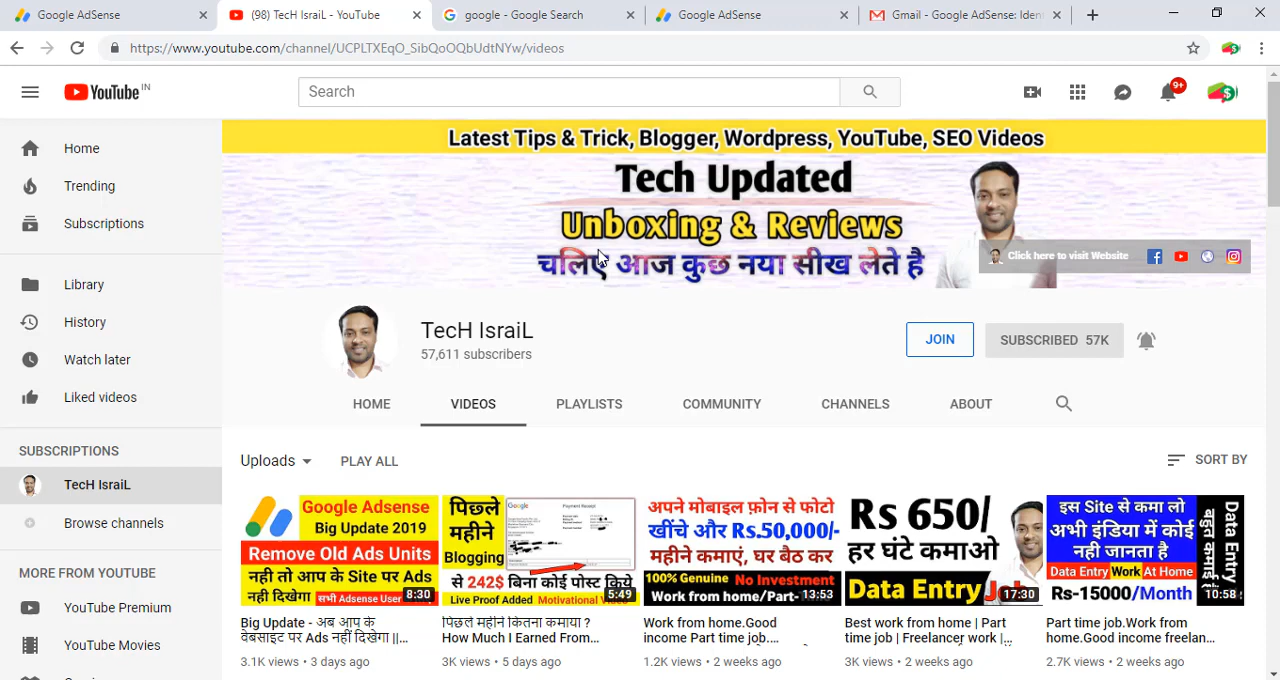 Google AdSense
(98) TecH IsraiL - YouTube
google - Google Search
Google AdSense
Gmail - Google AdSense: Iden
https://www.youtube.com/channel/UCPLTXEqO_SibQoOQbUdtNYw/videos
YouTube IN
Search
9+
Home
Trending
Subscriptions
Library
History
Watch later
Liked videos
SUBSCRIPTIONS
TecH IsraiL
Browse channels
MORE FROM YOUTUBE
YouTube Premium
YouTube Movies
Latest Tips & Trick, Blogger, Wordpress, YouTube, SEO Videos
Tech Updated
Unboxing & Reviews
चलिए आज कुछ नया सीख लेते है
Click here to visit Website
TecH IsraiL
57,611 subscribers
JOIN
SUBSCRIBED 57K
HOME
VIDEOS
PLAYLISTS
COMMUNITY
CHANNELS
ABOUT
Uploads
PLAY ALL
SORT BY
Google Adsense
Big Update 2019
Remove Old Ads Units
नही तो आप के Site पर Ads
नही दिखेगा सभी Adsense User
8:30
Big Update - अब आप के
वेबसाइट पर Ads नहीं दिखेगा ||...
3.1K views • 3 days ago
पिछले
महीने
Blogging
Google
Payment Receipt
से 242$ बिना कोई पोस्ट किये
Live Proof Added Motivational
5:49
पिछले महीने कितना कमाया ?
How Much I Earned From...
3K views • 5 days ago
अपने मोबाइल फ़ोन से फोटो
खींचे और Rs.50,000/-
महीने कमाएं, घर बैठ कर
100% Genuine No Investment
Work from home/Part-
13:53
Work from home.Good
income Part time job....
1.2K views • 2 weeks ago
Rs 650/
हर घंटे कमाओ
Data Entry Jobs
17:30
Best work from home | Part
time job | Freelancer work |...
3K views • 2 weeks ago
इस Site से कमा लो
अभी इंडिया में कोई
नही जानता है
Data Entry Work At Home
Rs-15000/Month
Data Entry
10:58
Part time job.Work from
home.Good income freelan...
2.7K views • 2 weeks ago